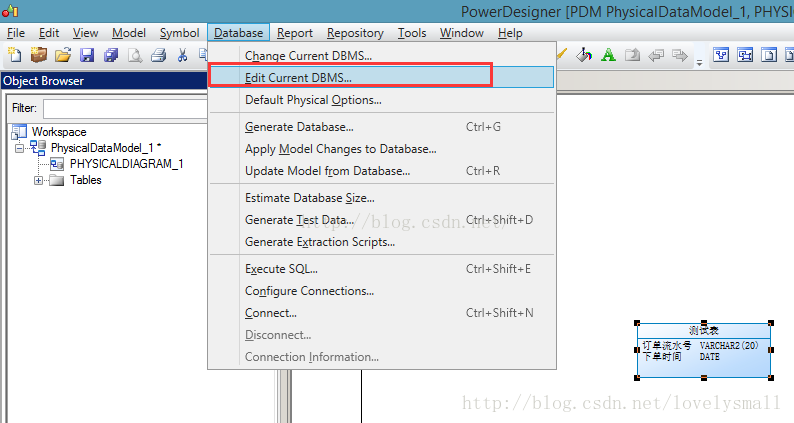 PowerDesigner [PDM PhysicalDataModel_1, PHYSI
File Edit View Model Symbol Database Report Repository Tools Window Help
Object Browser
Filter:
Workspace
PhysicalDataModel_1 *
PHYSICALDIAGRAM_1
Tables
Change Current DBMS...
Edit Current DBMS...
Default Physical Options...
Generate Database... Ctrl+G
Apply Model Changes to Database...
Update Model from Database... Ctrl+R
Estimate Database Size...
Generate Test Data... Ctrl+Shift+D
Generate Extraction Scripts...
Execute SQL... Ctrl+Shift+E
Configure Connections...
Connect... Ctrl+Shift+N
Disconnect...
Connection Information...
http://blog.csdn.net/
测试表
订单流水号 VARCHAR2(20)
下单时间 DATE
http://blog.csdn.net/lovelysmall